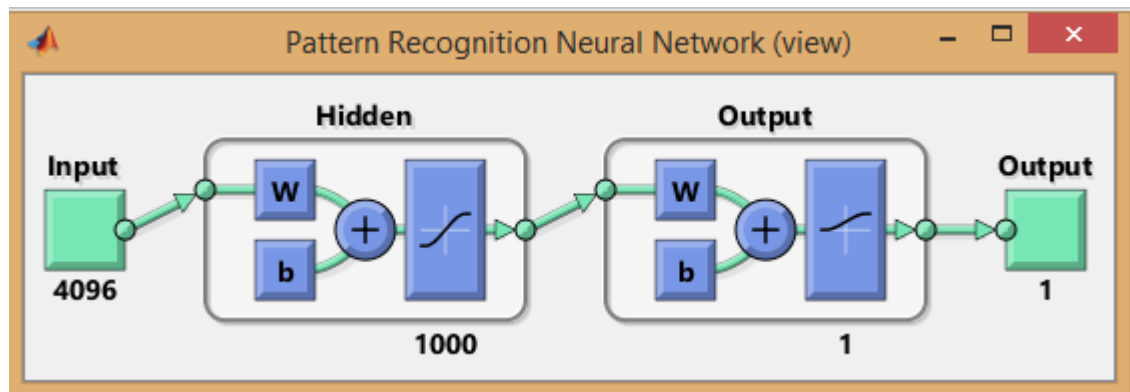 Pattern Recognition Neural Network (view)
Hidden
Output
Input
Output
W
W
b
b
4096
1
1000
1